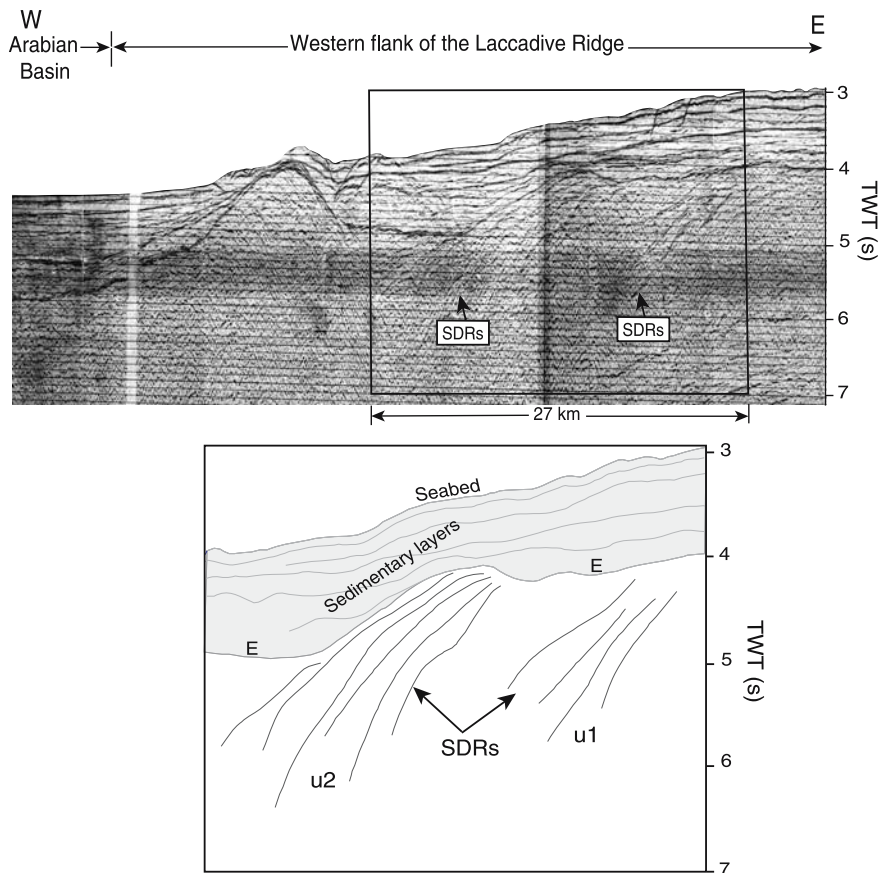 W
E
Arabian
Basin
Western flank of the Laccadive Ridge
3
4
5
6
7
TWT (s)
SDRs
SDRs
27 km
Seabed
Sedimentary layers
E
E
SDRs
u1
u2
3
4
5
6
7
TWT (s)